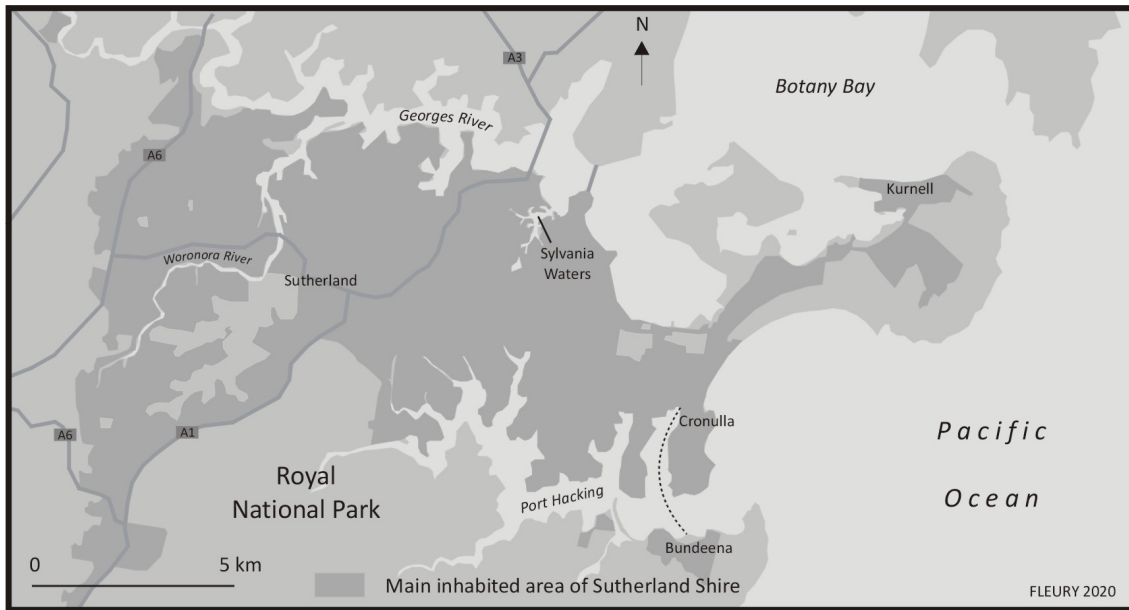 N
A3
Botany Bay
Georges River
A6
Kurnell
Woronora River
Sylvania
Waters
Sutherland
Cronulla
A6
A1
Pacific
Ocean
Royal
National Park
Port Hacking
Bundeena
0
5 km
Main inhabited area of Sutherland Shire
FLEURY 2020